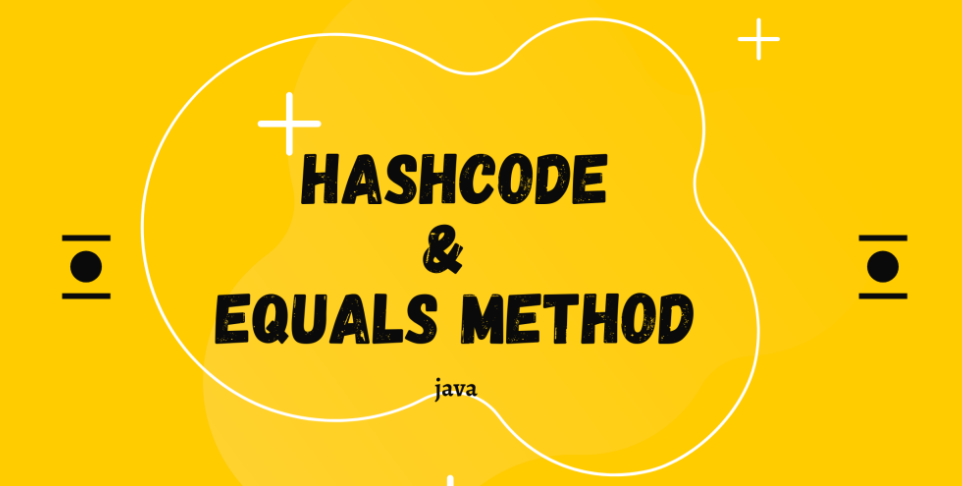 HASHCODE
&
EQUALS METHOD
java